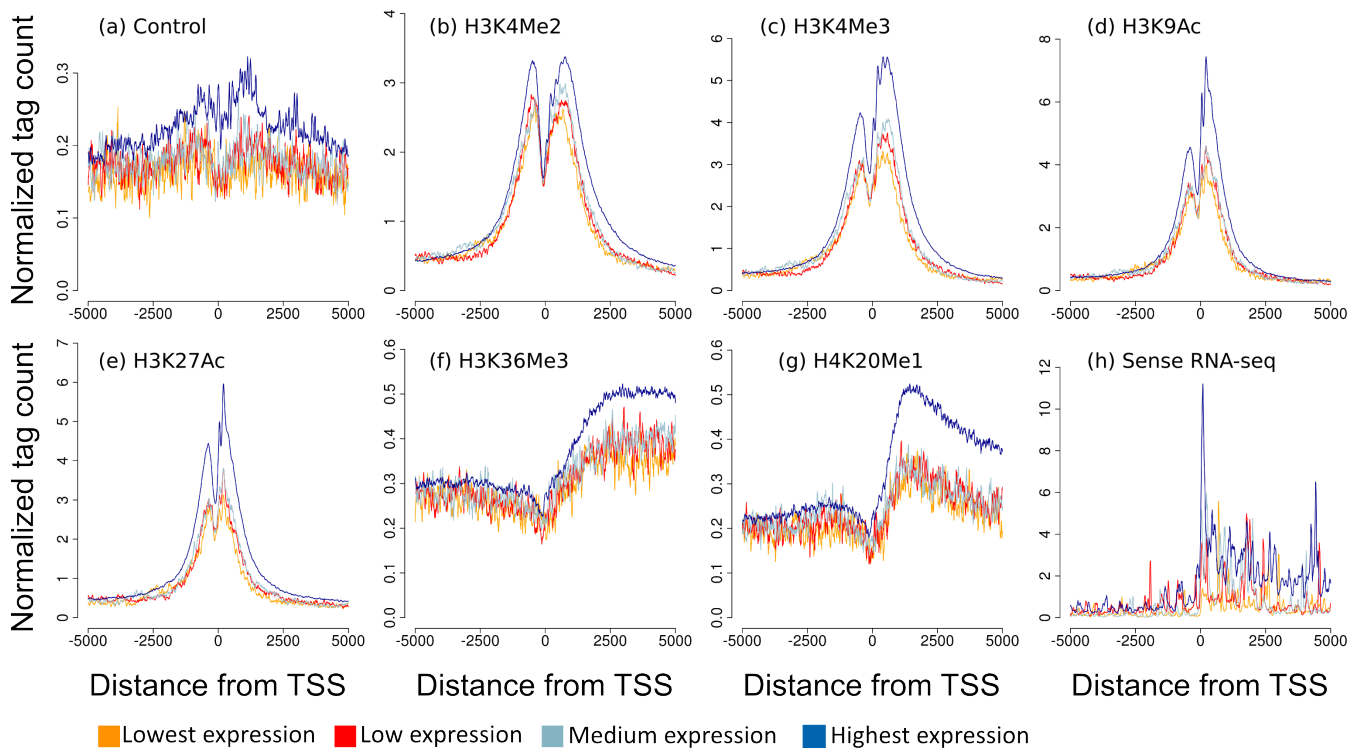 (a) Control
(b) H3K4Me2
(c) H3K4Me3
(d) H3K9Ac
Normalized tag count
0.0 0.1 0.2 0.3
0 1 2 3 4
0 1 2 3 4 5 6
0 2 4 6 8
-5000 -2500 0 2500 5000
-5000 -2500 0 2500 5000
-5000 -2500 0 2500 5000
-5000 -2500 0 2500 5000
(e) H3K27Ac
(f) H3K36Me3
(g) H4K20Me1
(h) Sense RNA-seq
Normalized tag count
0 1 2 3 4 5 6 7
0.0 0.1 0.2 0.3 0.4 0.5 0.6
0.0 0.1 0.2 0.3 0.4 0.5 0.6
0 2 4 6 8 10 12
-5000 -2500 0 2500 5000
-5000 -2500 0 2500 5000
-5000 -2500 0 2500 5000
-5000 -2500 0 2500 5000
Distance from TSS
Distance from TSS
Distance from TSS
Distance from TSS
Lowest expression
Low expression
Medium expression
Highest expression